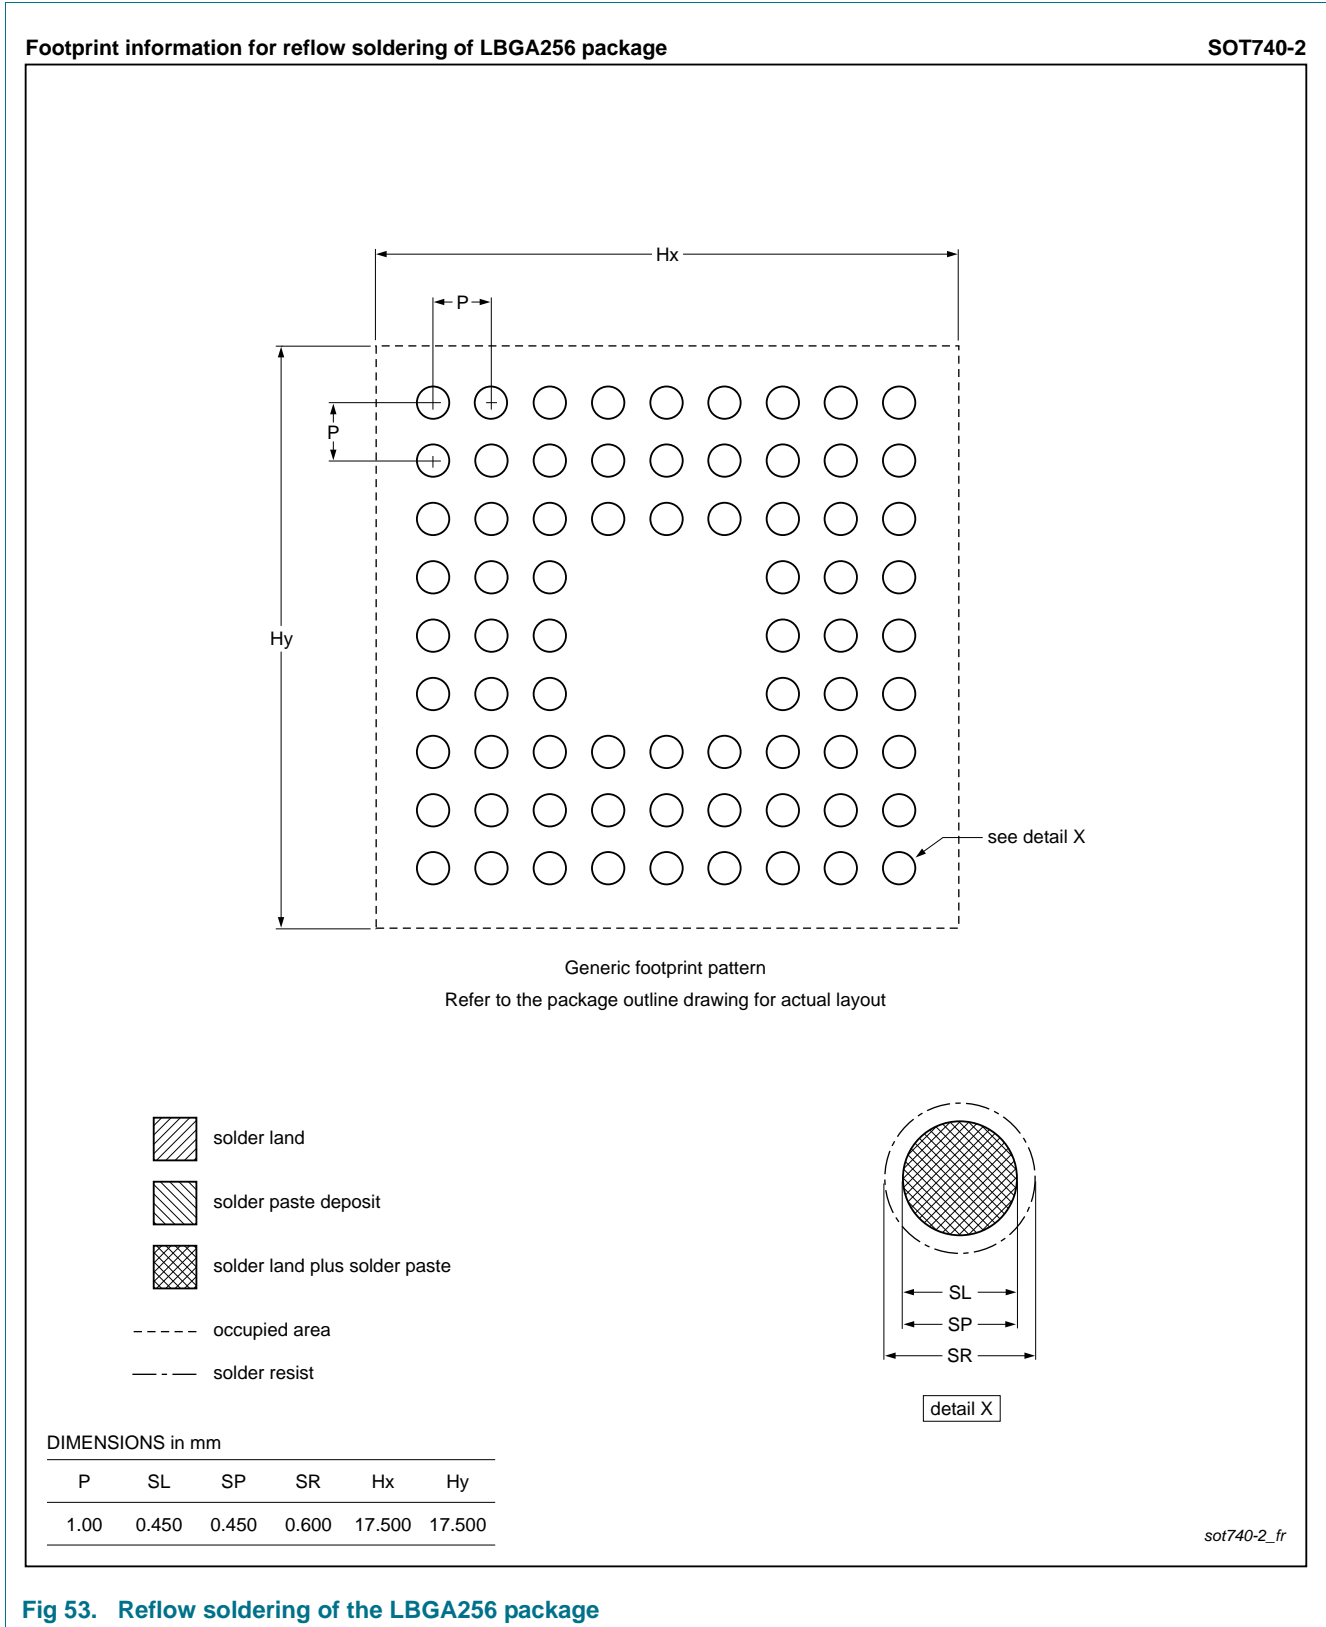 Footprint information for reflow soldering of LBGA256 package SOT740-2
Hx
P
P
Hy
see detail X
Generic footprint pattern
Refer to the package outline drawing for actual layout
solder land
solder paste deposit
solder land plus solder paste
occupied area
solder resist
SL
SP
SR
detail X
DIMENSIONS in mm
P SL SP SR Hx Hy
1.00 0.450 0.450 0.600 17.500 17.500
sot740-2_fr
Fig 53. Reflow soldering of the LBGA256 package